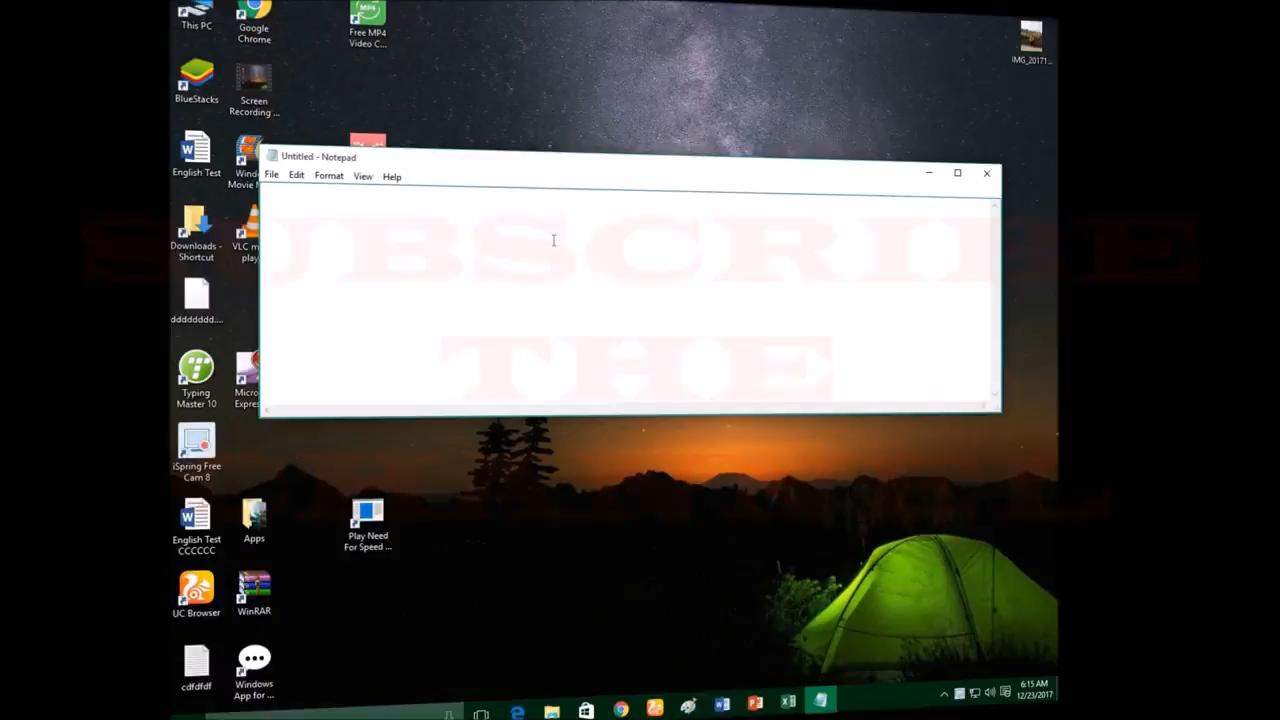 This PC
Google
Chrome
Free MP4
Video C...
IMG_20171...
BlueStacks
Screen
Recording ...
English Test
Untitled - Notepad
File Edit Format View Help
Downloads -
Shortcut
SUBSCRIBE
THE
dddddddd....
Typing
Master 10
iSpring Free
Cam 8
English Test
CCCCCC
Apps
Play Need
For Speed ...
UC Browser
WinRAR
cdfdfdf
Windows
App for ...
6:15 AM
12/23/2017